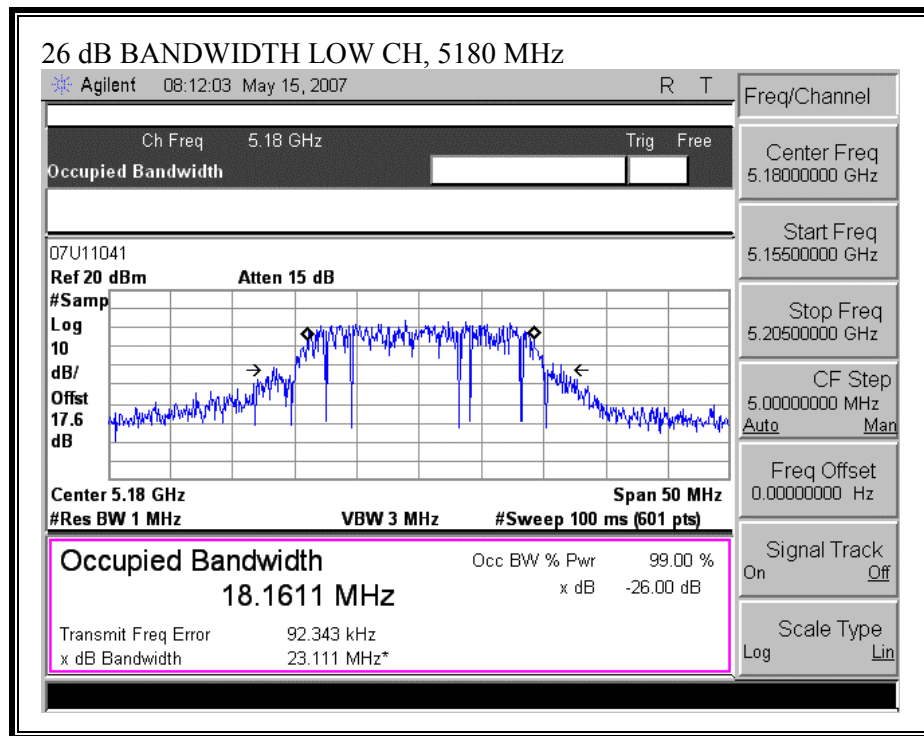 26 dB BANDWIDTH LOW CH, 5180 MHz
Agilent 08:12:03 May 15, 2007 R T
Ch Freq 5.18 GHz Trig Free
Occupied Bandwidth
07U11041
Ref 20 dBm Atten 15 dB
#Samp
Log
10
dB/
Offst
17.6
dB
Center 5.18 GHz Span 50 MHz
#Res BW 1 MHz VBW 3 MHz #Sweep 100 ms (601 pts)
Occupied Bandwidth Occ BW % Pwr 99.00 %
18.1611 MHz x dB -26.00 dB
Transmit Freq Error 92.343 kHz
x dB Bandwidth 23.111 MHz*
Freq/Channel
Center Freq
5.18000000 GHz
Start Freq
5.15500000 GHz
Stop Freq
5.20500000 GHz
CF Step
5.00000000 MHz
Auto Man
Freq Offset
0.00000000 Hz
Signal Track
On Off
Scale Type
Log Lin